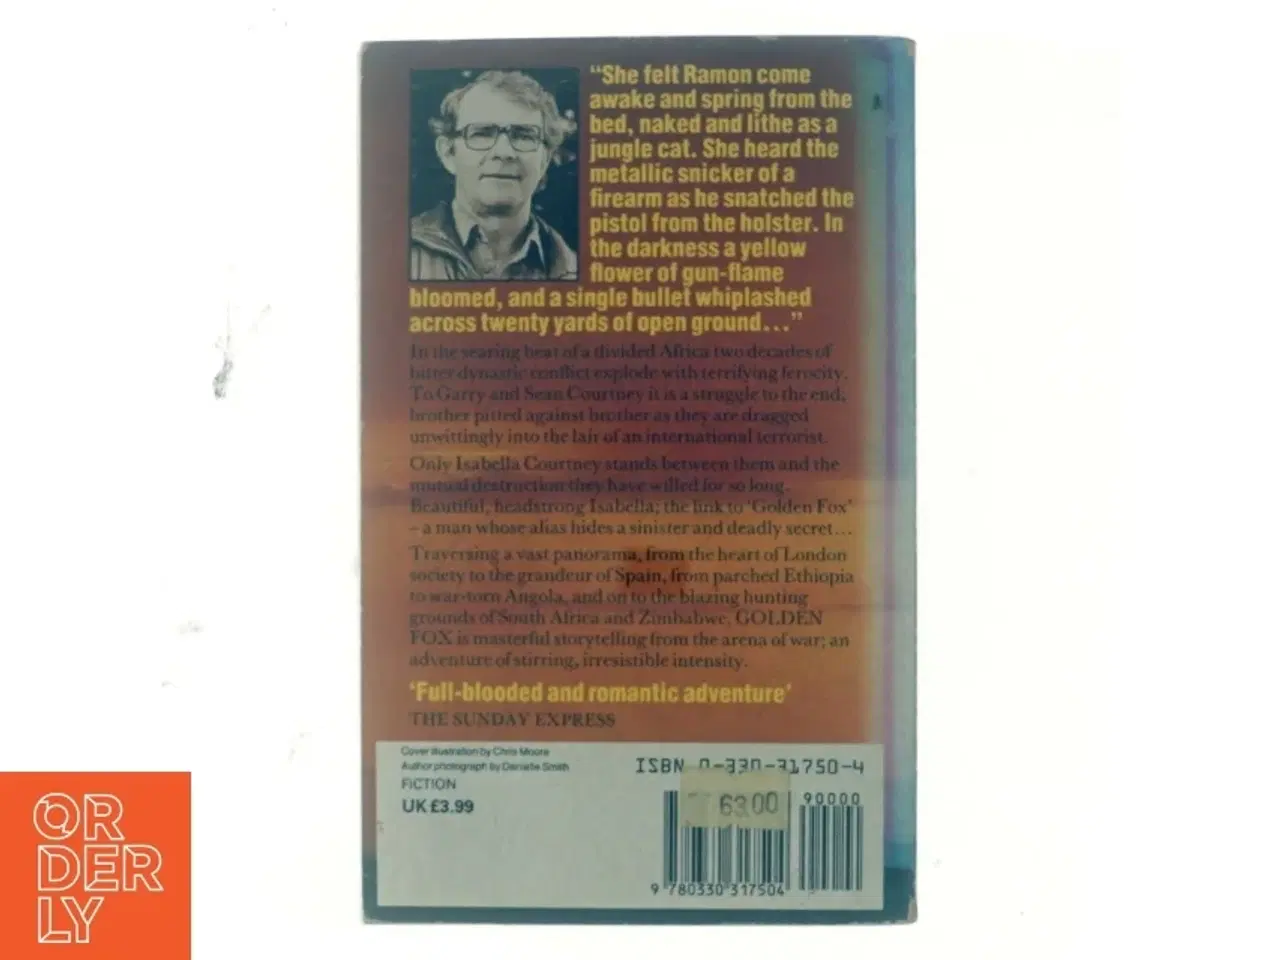 “She felt Ramon come
awake and spring from the
bed, naked and lithe as a
jungle cat. She heard the
metallic snicker of a
firearm as he snatched the
pistol from the holster. In
the darkness a yellow
flower of gun-flame
bloomed, and a single bullet whiplashed
across twenty yards of open ground...”
In the searing heat of a divided Africa two decades of
bitter dynastic conflict explode with terrifying ferocity.
To Garry and Sean Courtney it is a struggle to the end;
brother pitted against brother as they are dragged
unwittingly into the lair of an international terrorist.
Only Isabella Courtney stands between them and the
mutual destruction they have willed for so long.
Beautiful, headstrong Isabella; the link to ‘Golden Fox’
– a man whose alias hides a sinister and deadly secret...
Traversing a vast panorama, from the heart of London
society to the grandeur of Spain, from parched Ethiopia
to war-torn Angola, and on to the blazing hunting
grounds of South Africa and Zimbabwe, GOLDEN
FOX is masterful storytelling from the arena of war; an
adventure of stirring, irresistible intensity.
‘Full-blooded and romantic adventure’
THE SUNDAY EXPRESS
Cover illustration by Chris Moore
Author photograph by Danielle Smith
FICTION
UK £3.99
ISBN 0-330-31750-4
63.00
90000
9 780330 317504
ORDERLY